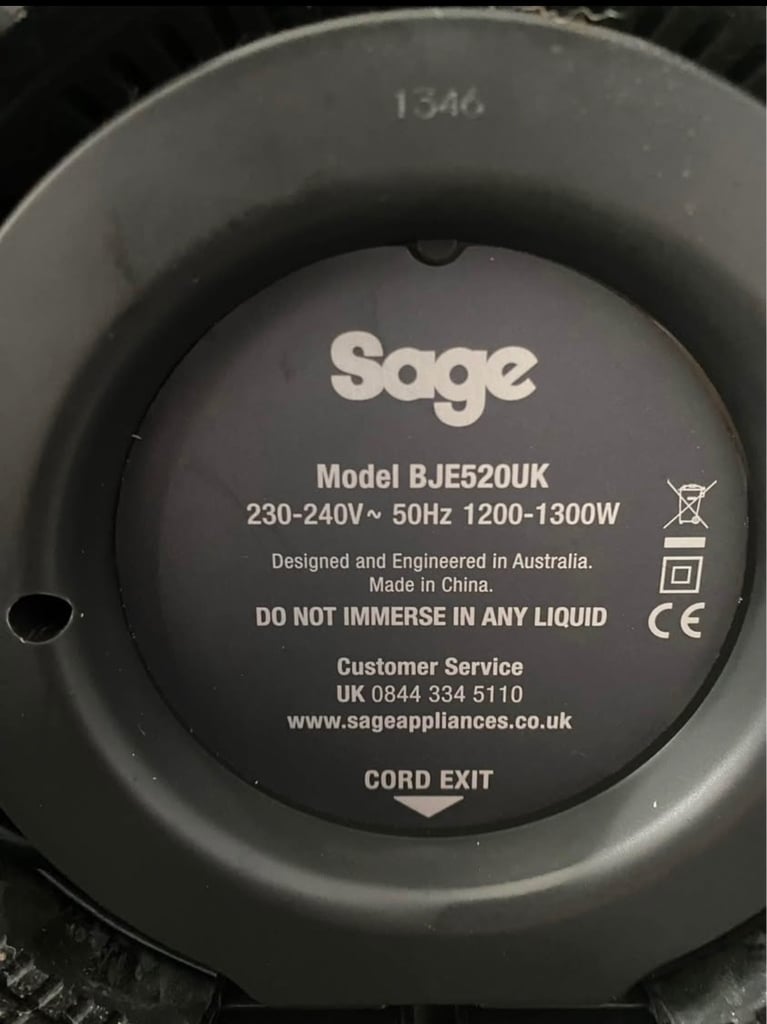 1346
Sage
Model BJE520UK
230-240V~ 50Hz 1200-1300W
Designed and Engineered in Australia.
Made in China.
DO NOT IMMERSE IN ANY LIQUID
CE
Customer Service
UK 0844 334 5110
www.sageappliances.co.uk
CORD EXIT